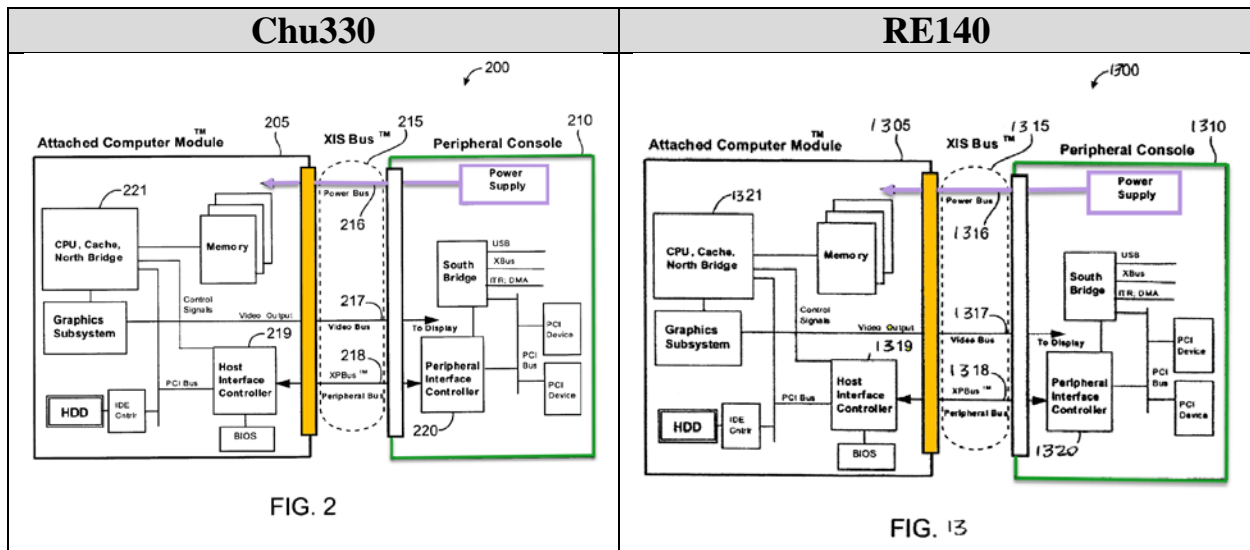 Chu330
200
Attached Computer Module
TM
205
XIS Bus™
215
210
Peripheral Console
221
CPU, Cache,
North Bridge
Memory
Power Bus
216
Power
Supply
USB
XBus
ITR; DMA
South
Bridge
Graphics
Subsystem
Control
Signals
Video Output
217
Video Bus
To Display
219
218
XPBus™
Peripheral Bus
Host
Interface
Controller
PCI Bus
HDD
IDE
Cntrlr
BIOS
Peripheral
Interface
Controller
220
PCI
Bus
PCI
Device
PCI
Device
FIG. 2
RE140
1300
Attached Computer Module
TM
1305
XIS Bus™
1315
1310
Peripheral Console
1321
CPU, Cache,
North Bridge
Memory
Power Bus
1316
Power
Supply
USB
XBus
ITR; DMA
South
Bridge
Graphics
Subsystem
Control
Signals
Video Output
1317
Video Bus
To Display
1319
1318
XPBus™
Peripheral Bus
Host
Interface
Controller
PCI Bus
HDD
IDE
Cntrlr
BIOS
Peripheral
Interface
Controller
1320
PCI
Bus
PCI
Device
PCI
Device
FIG. 13